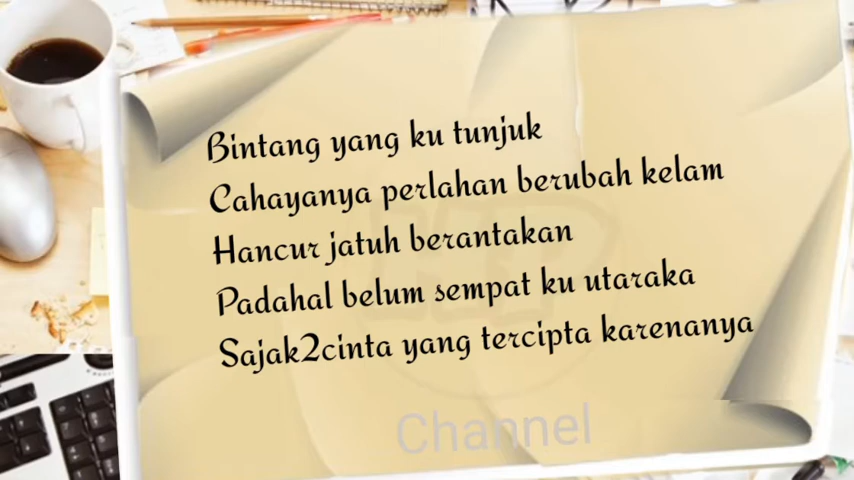 Bintang yang ku tunjuk
Cahayanya perlahan berubah kelam
Hancur jatuh berantakan
Padahal belum sempat ku utaraka
Sajak2cinta yang tercipta karenanya
Channel